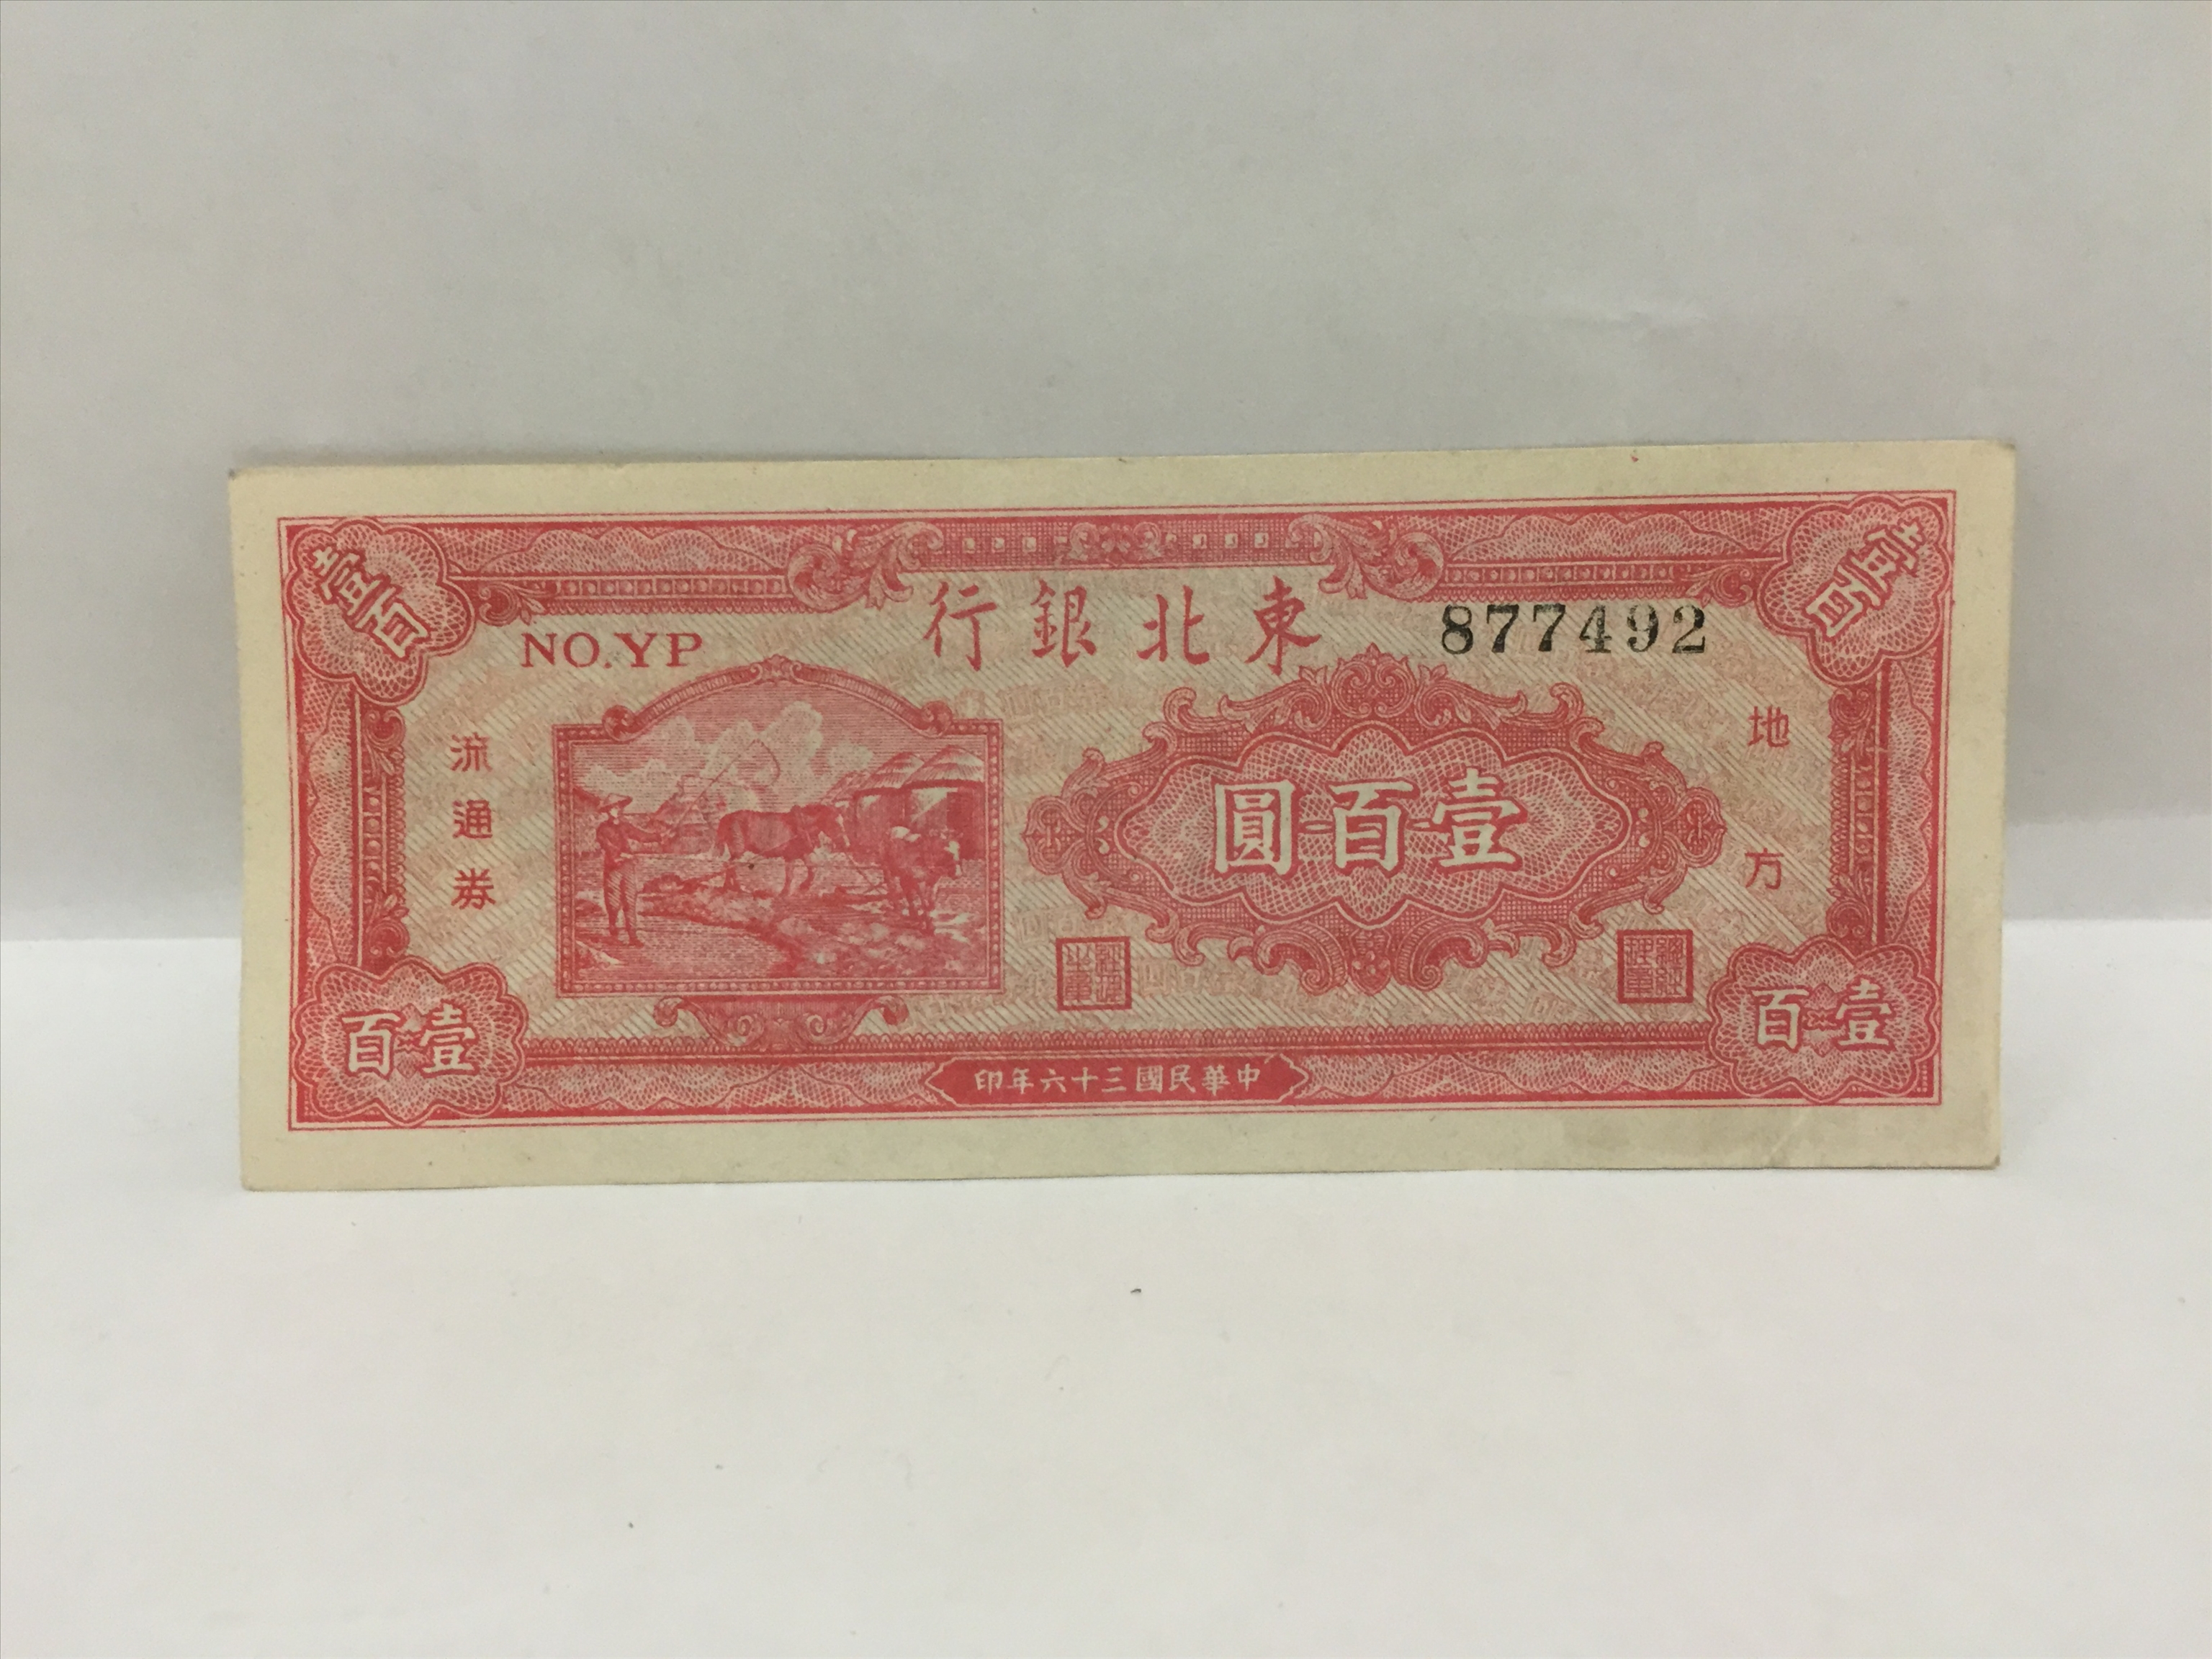 壹百
壹百
NO.YP
東北銀行
877492
地方
流通券
壹百圓
壹百
壹百
中華民國三十六年印